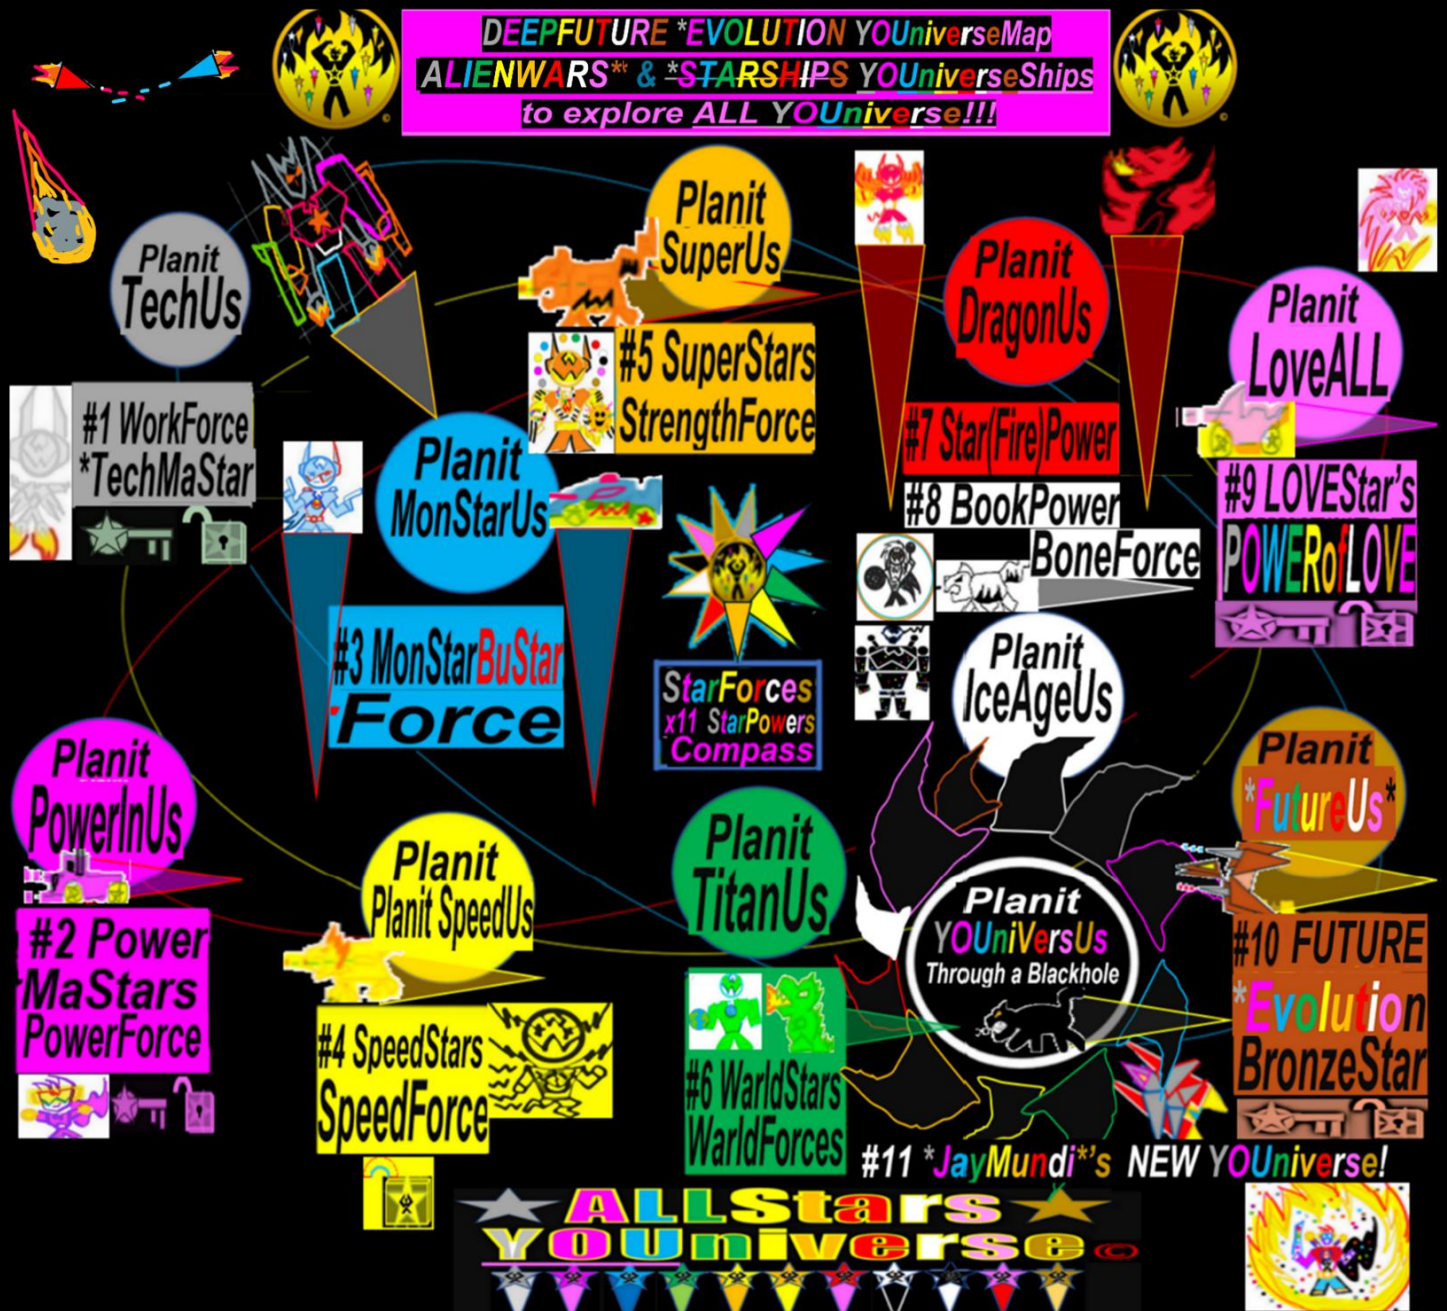 DEEPFUTURE *EVOLUTION YOUniverseMap
ALIENWARS* & *STARSHIPS YOUniverseShips
to explore ALL YOUniverse!!!
©
©
Planit
TechUs
#1 WorkForce
*TechMaStar
Planit
SuperUs
#5 SuperStars
StrengthForce
Planit
DragonUs
#7 Star(Fire)Power
#8 BookPower
BoneForce
Planit
LoveALL
#9 LOVEStar's
POWERofLOVE
Planit
MonStarUs
#3 MonStarBuStar
Force
StarForces
x11 StarPowers
Compass
Planit
IceAgeUs
Planit
PowerInUs
#2 Power
MaStars
PowerForce
Planit
Planit SpeedUs
#4 SpeedStars
SpeedForce
Planit
TitanUs
#6 WarldStars
WarldForces
Planit
YOUniVersUs
Through a Blackhole
Planit
*FutureUs*
#10 FUTURE
*Evolution
BronzeStar
#11 *JayMundi*'s NEW YOUniverse!
ALLStars
YOUniverse©